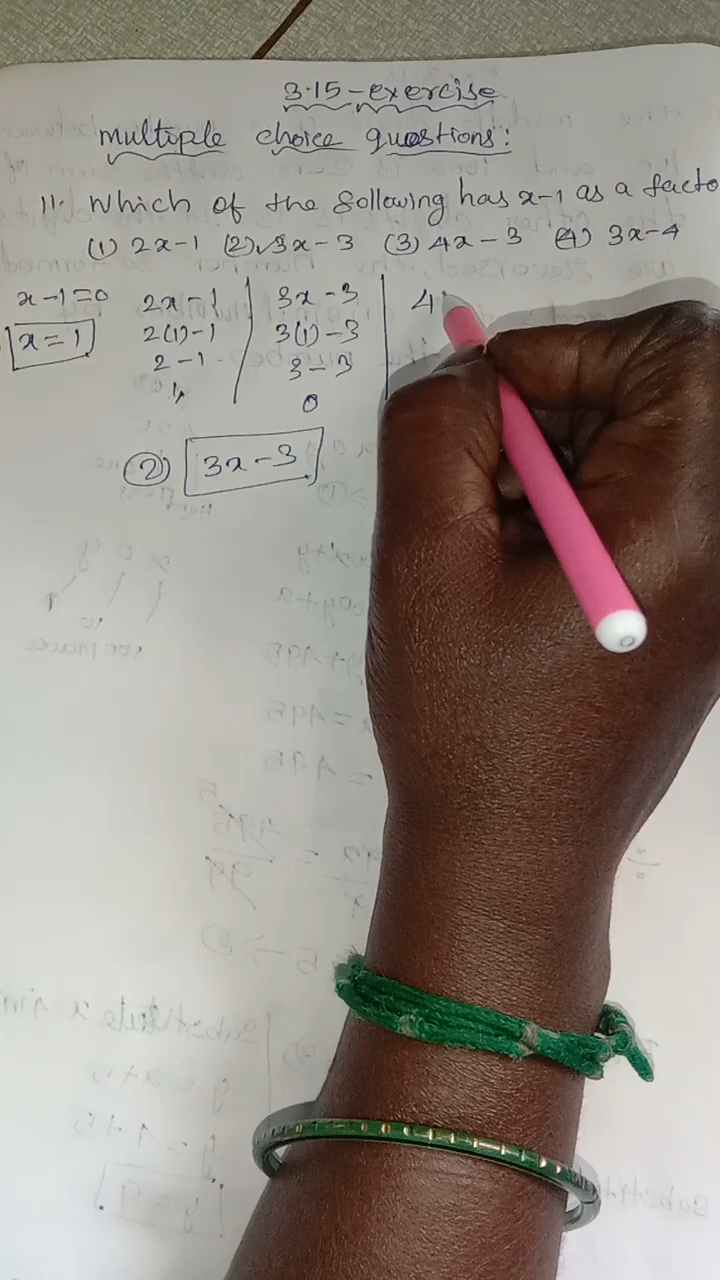 3.15-exercise
multiple choice questions:
11. Which of the following has x-1 as a facto
(1) 2x-1 (2) 3x-3 (3) 4x-3 (4) 3x-4
x-1=0 2x-1 3x-3 4
x=1 2(1)-1 3(1)-3
2-1 3-3
1 0
(2) 3x-3